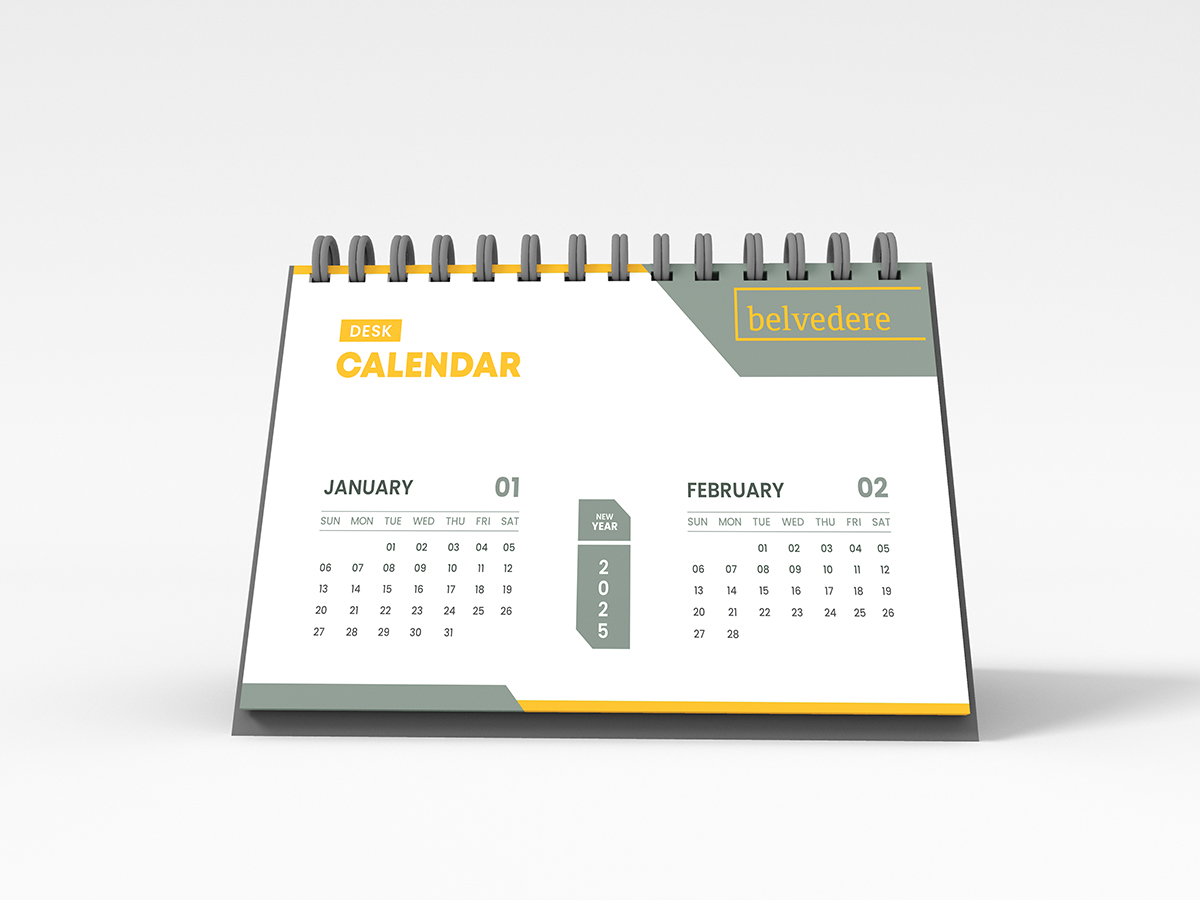 belvedere
DESK
CALENDAR
JANUARY 01
SUN MON TUE WED THU FRI SAT
01 02 03 04 05
06 07 08 09 10 11 12
13 14 15 16 17 18 19
20 21 22 23 24 25 26
27 28 29 30 31
NEW
YEAR
2
0
2
5
FEBRUARY 02
SUN MON TUE WED THU FRI SAT
01 02 03 04 05
06 07 08 09 10 11 12
13 14 15 16 17 18 19
20 21 22 23 24 25 26
27 28